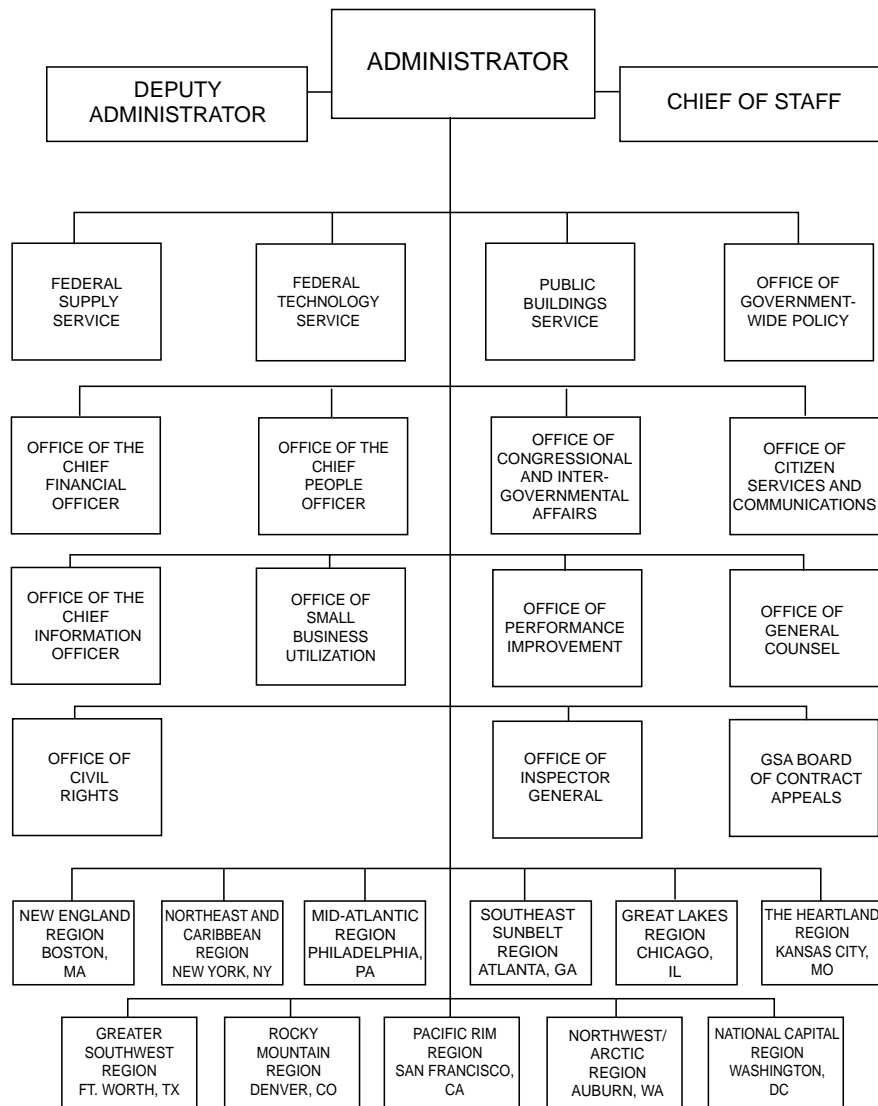 ADMINISTRATOR
DEPUTY
ADMINISTRATOR
CHIEF OF STAFF
FEDERAL
SUPPLY
SERVICE
FEDERAL
TECHNOLOGY
SERVICE
PUBLIC
BUILDINGS
SERVICE
OFFICE OF
GOVERNMENT-
WIDE POLICY
OFFICE OF THE
CHIEF
FINANCIAL
OFFICER
OFFICE OF THE
CHIEF
PEOPLE
OFFICER
OFFICE OF
CONGRESSIONAL
AND INTER-
GOVERNMENTAL
AFFAIRS
OFFICE OF
CITIZEN
SERVICES AND
COMMUNICATIONS
OFFICE OF THE
CHIEF
INFORMATION
OFFICER
OFFICE OF
SMALL
BUSINESS
UTILIZATION
OFFICE OF
PERFORMANCE
IMPROVEMENT
OFFICE OF
GENERAL
COUNSEL
OFFICE OF
CIVIL
RIGHTS
OFFICE OF
INSPECTOR
GENERAL
GSA BOARD
OF CONTRACT
APPEALS
NEW ENGLAND
REGION
BOSTON,
MA
NORTHEAST AND
CARIBBEAN
REGION
NEW YORK, NY
MID-ATLANTIC
REGION
PHILADELPHIA,
PA
SOUTHEAST
SUNBELT
REGION
ATLANTA, GA
GREAT LAKES
REGION
CHICAGO,
IL
THE HEARTLAND
REGION
KANSAS CITY,
MO
GREATER
SOUTHWEST
REGION
FT. WORTH, TX
ROCKY
MOUNTAIN
REGION
DENVER, CO
PACIFIC RIM
REGION
SAN FRANCISCO,
CA
NORTHWEST/
ARCTIC
REGION
AUBURN, WA
NATIONAL CAPITAL
REGION
WASHINGTON,
DC